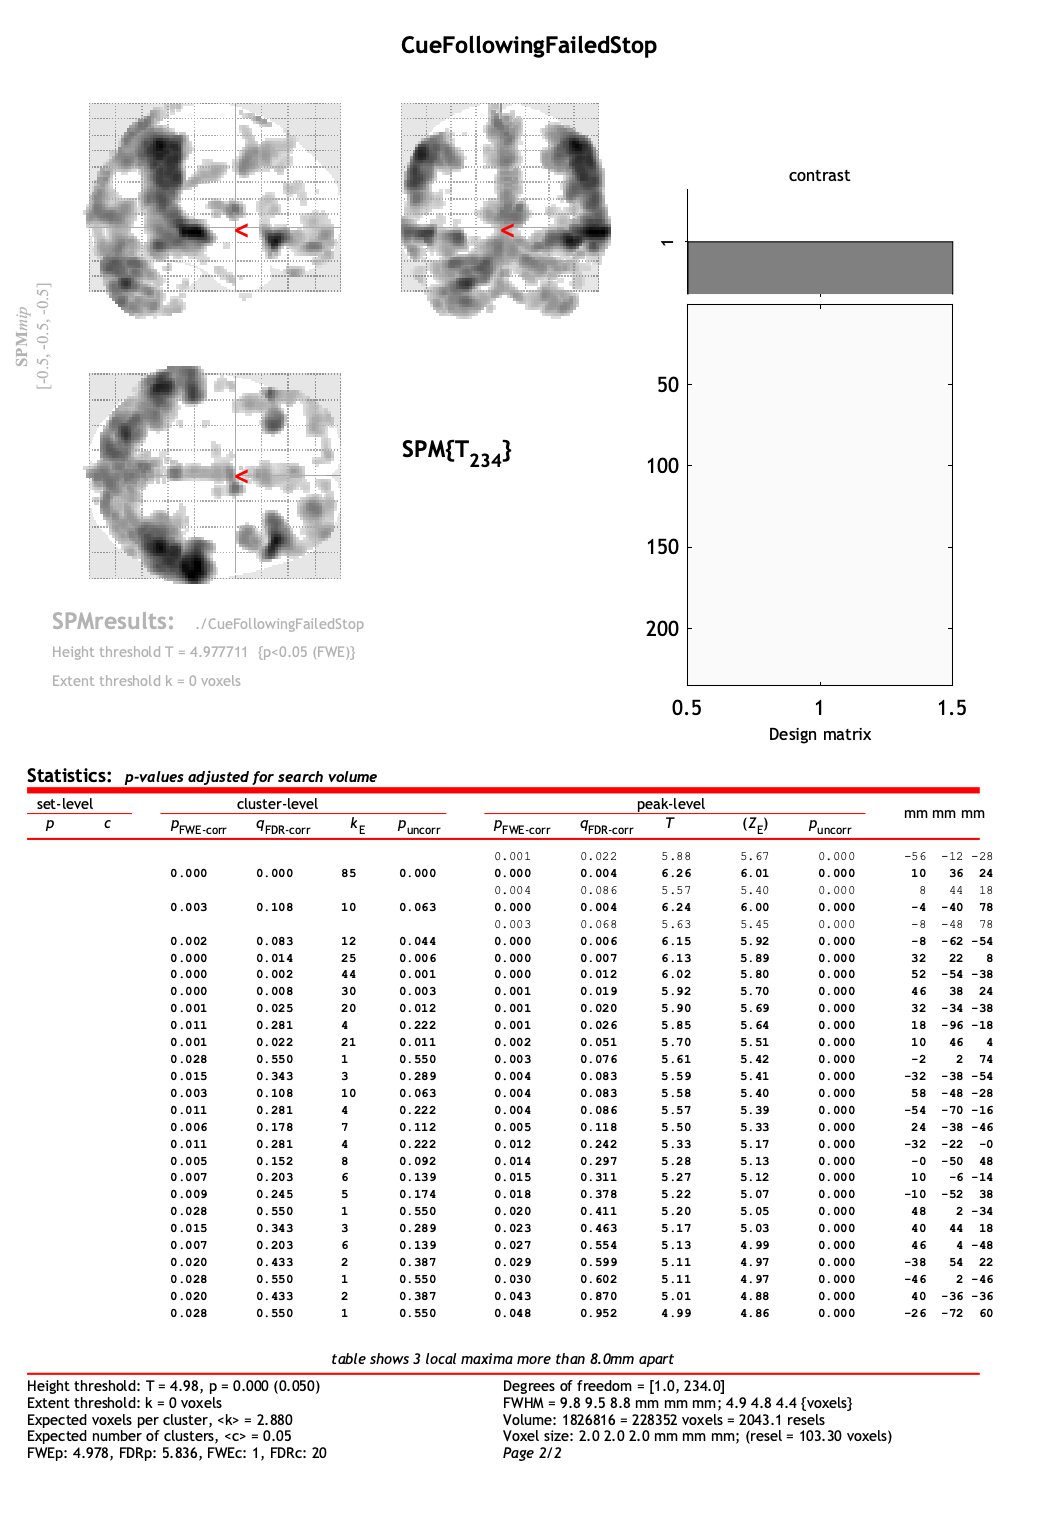 CueFollowingFailedStop
contrast
1
<
<
<
SPMmip
[-0.5, -0.5, -0.5]
SPM{T234}
50
100
150
200
0.5 1 1.5
Design matrix
SPMresults: ./CueFollowingFailedStop
Height threshold T = 4.977711 {p<0.05 (FWE)}
Extent threshold k = 0 voxels
Statistics: p-values adjusted for search volume
set-level cluster-level peak-level mm mm mm
p c pFWE-corr qFDR-corr kE puncorr pFWE-corr qFDR-corr T (ZE) puncorr
0.001 0.022 5.88 5.67 0.000 -56 -12 -28
0.000 0.000 85 0.000 0.000 0.004 6.26 6.01 0.000 10 36 24
0.004 0.086 5.57 5.40 0.000 8 44 18
0.003 0.108 10 0.063 0.000 0.004 6.24 6.00 0.000 -4 -40 78
0.003 0.068 5.63 5.45 0.000 -8 -48 78
0.002 0.083 12 0.044 0.000 0.006 6.15 5.92 0.000 -8 -62 -54
0.000 0.014 25 0.006 0.000 0.007 6.13 5.89 0.000 32 22 8
0.000 0.002 44 0.001 0.000 0.012 6.02 5.80 0.000 52 -54 -38
0.000 0.008 30 0.003 0.001 0.019 5.92 5.70 0.000 46 38 24
0.001 0.025 20 0.012 0.001 0.020 5.90 5.69 0.000 32 -34 -38
0.011 0.281 4 0.222 0.001 0.026 5.85 5.64 0.000 18 -96 -18
0.001 0.022 21 0.011 0.002 0.051 5.70 5.51 0.000 10 46 4
0.028 0.550 1 0.550 0.003 0.076 5.61 5.42 0.000 -2 2 74
0.015 0.343 3 0.289 0.004 0.083 5.59 5.41 0.000 -32 -38 -54
0.003 0.108 10 0.063 0.004 0.083 5.58 5.40 0.000 58 -48 -28
0.011 0.281 4 0.222 0.004 0.086 5.57 5.39 0.000 -54 -70 -16
0.006 0.178 7 0.112 0.005 0.118 5.50 5.33 0.000 24 -38 -46
0.011 0.281 4 0.222 0.012 0.242 5.33 5.17 0.000 -32 -22 -0
0.005 0.152 8 0.092 0.014 0.297 5.28 5.13 0.000 -0 -50 48
0.007 0.203 6 0.139 0.015 0.311 5.27 5.12 0.000 10 -6 -14
0.009 0.245 5 0.174 0.018 0.378 5.22 5.07 0.000 -10 -52 38
0.028 0.550 1 0.550 0.020 0.411 5.20 5.05 0.000 48 2 -34
0.015 0.343 3 0.289 0.023 0.463 5.17 5.03 0.000 40 44 18
0.007 0.203 6 0.139 0.027 0.554 5.13 4.99 0.000 46 4 -48
0.020 0.433 2 0.387 0.029 0.599 5.11 4.97 0.000 -38 54 22
0.028 0.550 1 0.550 0.030 0.602 5.11 4.97 0.000 -46 2 -46
0.020 0.433 2 0.387 0.043 0.870 5.01 4.88 0.000 40 -36 -36
0.028 0.550 1 0.550 0.048 0.952 4.99 4.86 0.000 -26 -72 60
table shows 3 local maxima more than 8.0mm apart
Height threshold: T = 4.98, p = 0.000 (0.050)
Extent threshold: k = 0 voxels
Expected voxels per cluster, <k> = 2.880
Expected number of clusters, <c> = 0.05
FWEp: 4.978, FDRp: 5.836, FWEc: 1, FDRc: 20
Degrees of freedom = [1.0, 234.0]
FWHM = 9.8 9.5 8.8 mm mm mm; 4.9 4.8 4.4 {voxels}
Volume: 1826816 = 228352 voxels = 2043.1 resels
Voxel size: 2.0 2.0 2.0 mm mm mm; (resel = 103.30 voxels)
Page 2/2